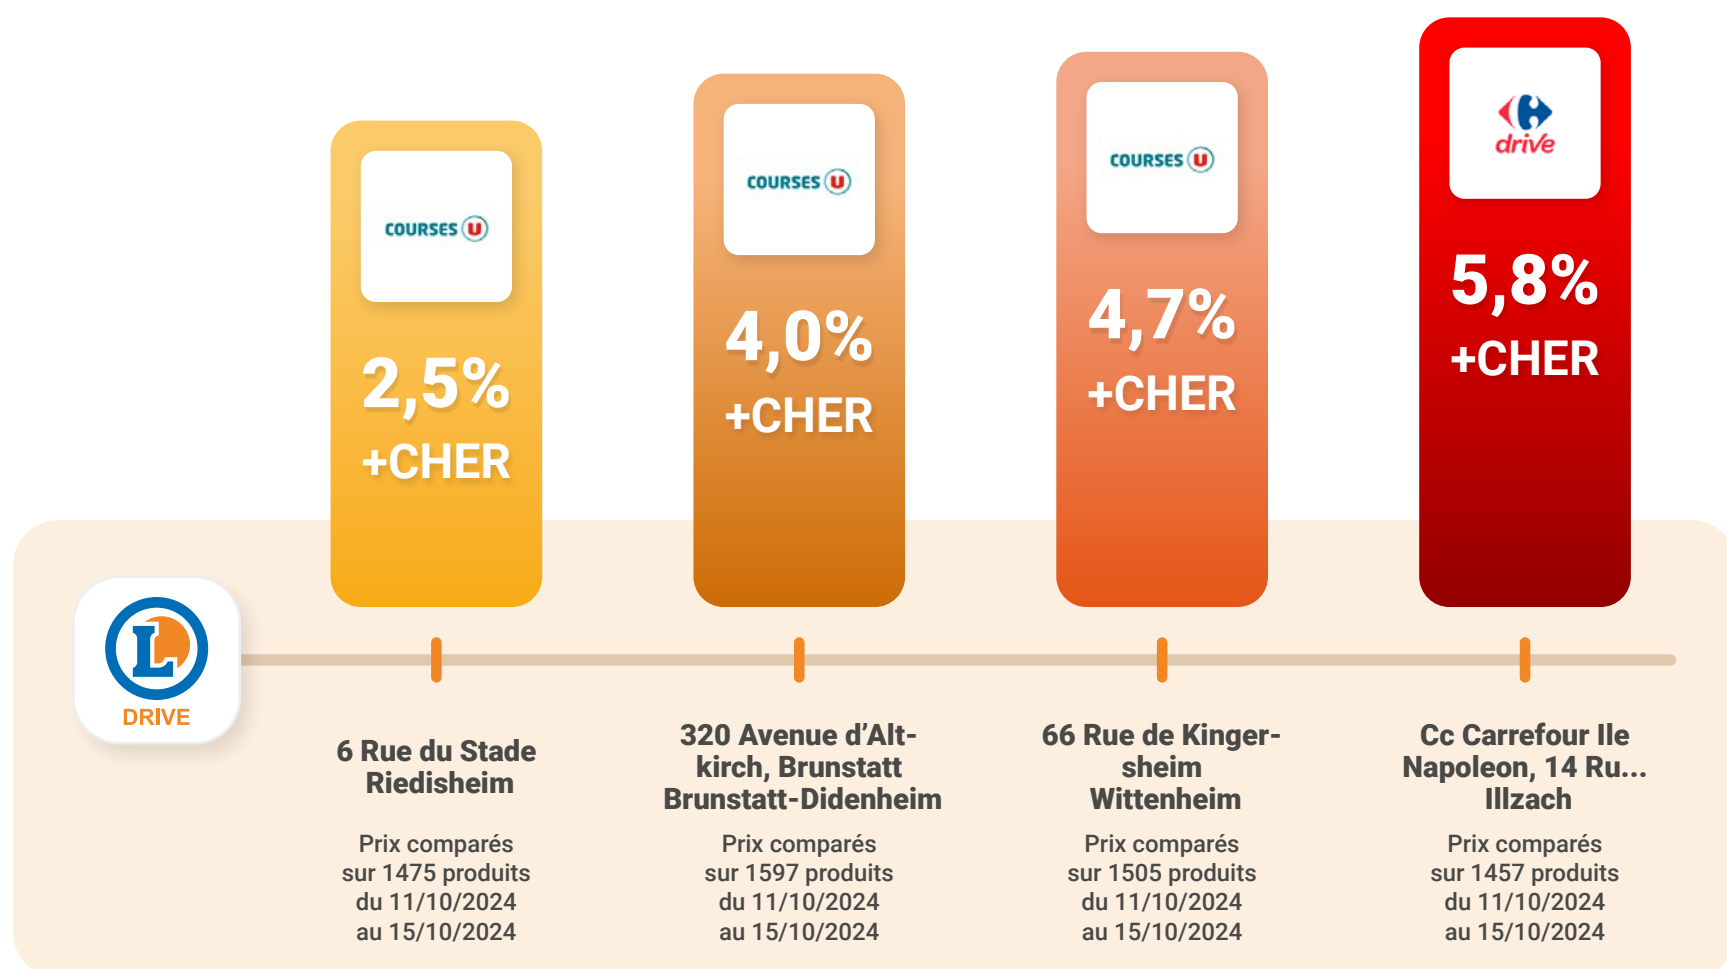 COURSES U
2,5%
+CHER
COURSES U
4,0%
+CHER
COURSES U
4,7%
+CHER
drive
5,8%
+CHER
L
DRIVE
6 Rue du Stade
Riedisheim
Prix comparés
sur 1475 produits
du 11/10/2024
au 15/10/2024
320 Avenue d’Alt-
kirch, Brunstatt
Brunstatt-Didenheim
Prix comparés
sur 1597 produits
du 11/10/2024
au 15/10/2024
66 Rue de Kinger-
sheim
Wittenheim
Prix comparés
sur 1505 produits
du 11/10/2024
au 15/10/2024
Cc Carrefour Ile
Napoleon, 14 Ru...
Illzach
Prix comparés
sur 1457 produits
du 11/10/2024
au 15/10/2024